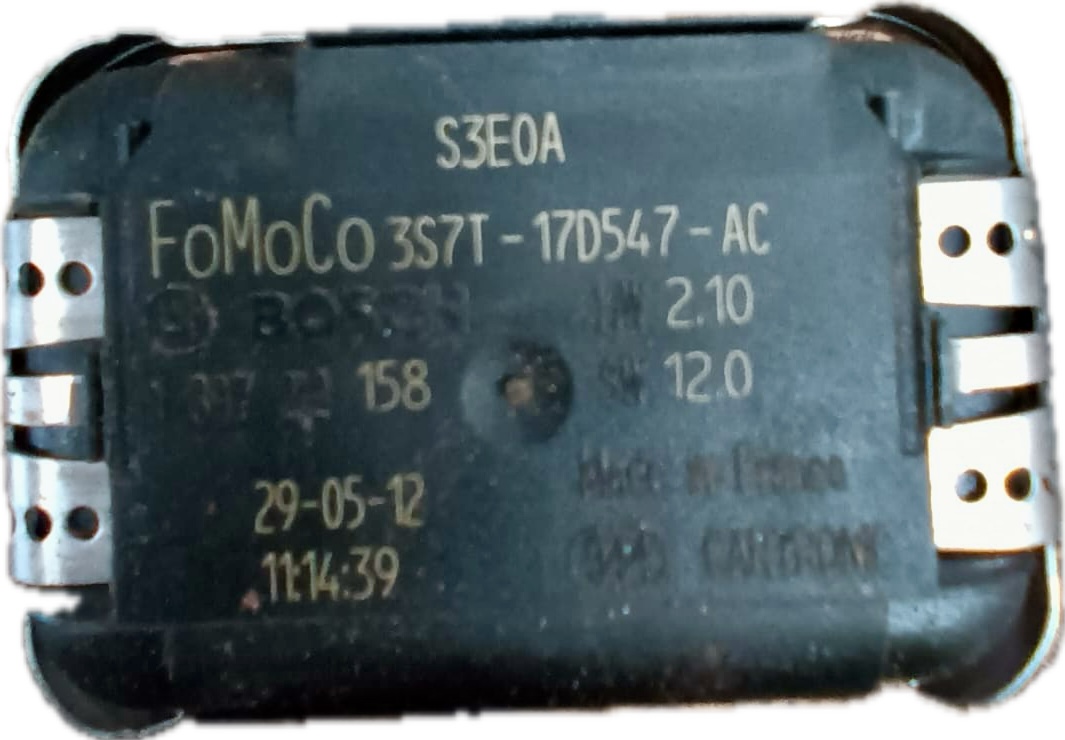 S3E0A
FoMoCo 3S7T - 17D547 - AC
BOSCH 2.10
158 12.0
Made in France
29-05-12
11:14:39